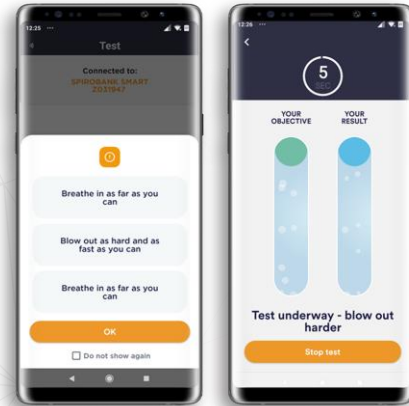 12:25 ...
Test
Connected to:
SPIROBANK SMART
Z031947
Breathe in as far as you
can
Blow out as hard and as
fast as you can
Breathe in as far as you
can
OK
Do not show again
12:26 ...
5
SEC
YOUR
OBJECTIVE
YOUR
RESULT
Test underway - blow out
harder
Stop test